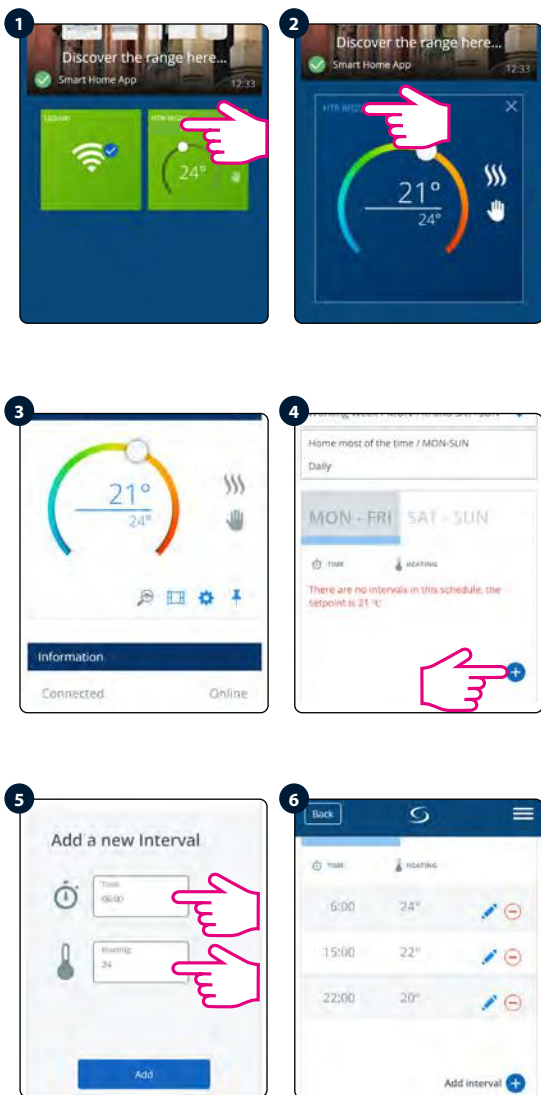 1
Discover the range here...
Smart Home App
12:33
24°
2
Discover the range here...
Smart Home App
12:33
21°
24°
3
21°
24°
Information
Connected
Online
4
Home most of the time / MON-SUN
Daily
MON - FRI
SAT - SUN
TIME
HEATING
There are no intervals in this schedule, the
setpoint is 21 °C
5
Add a new Interval
Time
06:00
Heating
24
Add
6
Back
TIME
HEATING
6:00
24°
15:00
22°
22:00
20°
Add interval